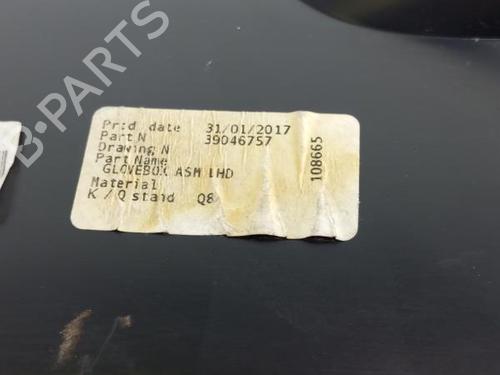 Prod date 31/01/2017
Part N 39046757
Drawing N
Part Name
GLOVEBOX ASM LHD
Material
K / Q stand Q8
108665
B-PARTS